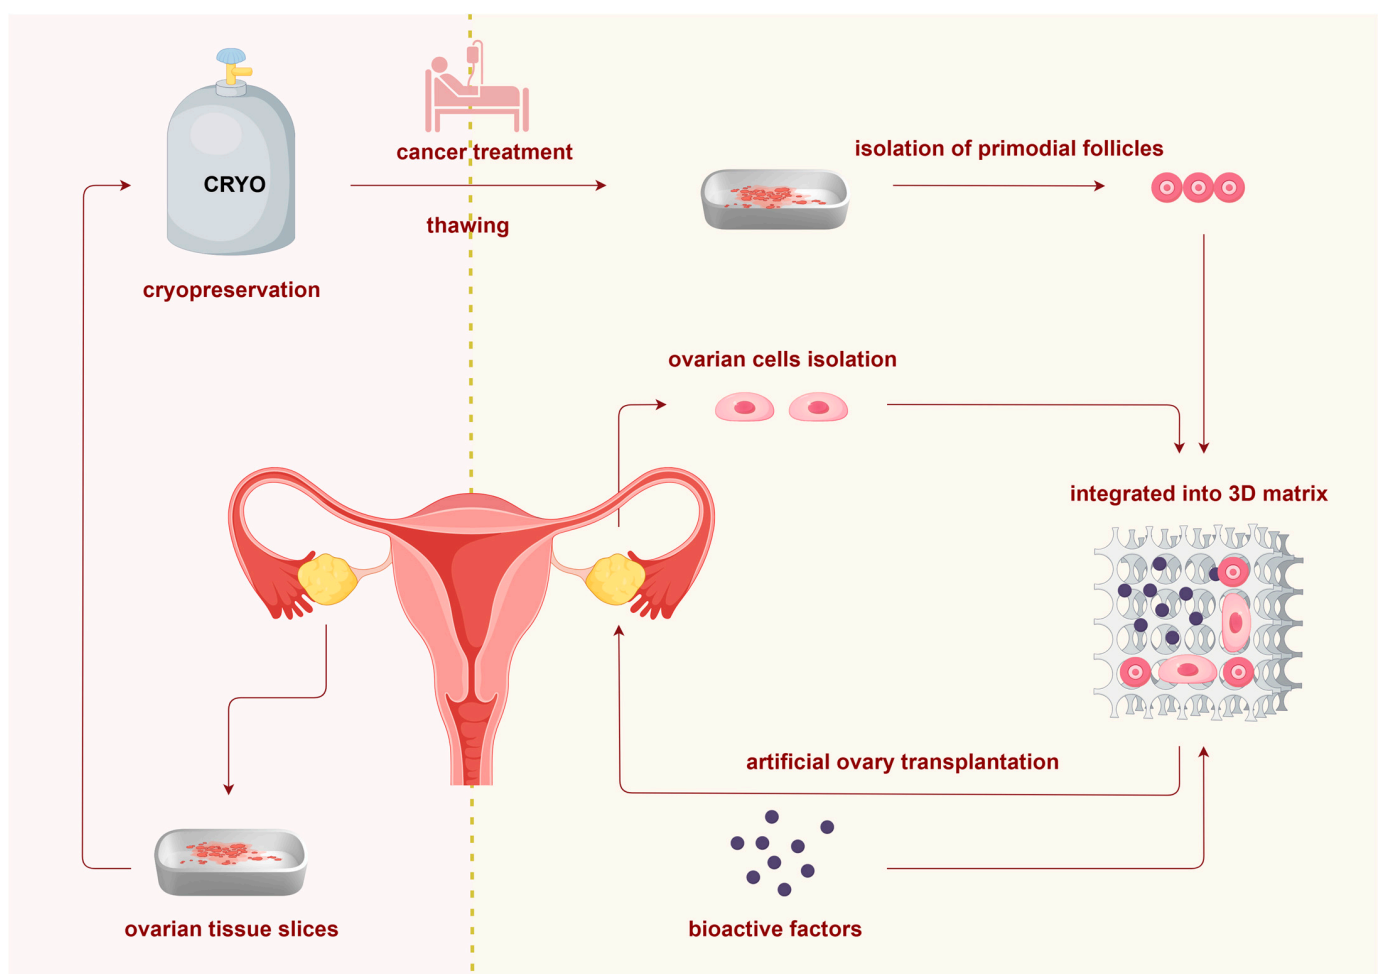 cancer treatment
isolation of primodial follicles
CRYO
thawing
cryopreservation
ovarian cells isolation
integrated into 3D matrix
artificial ovary transplantation
ovarian tissue slices
bioactive factors